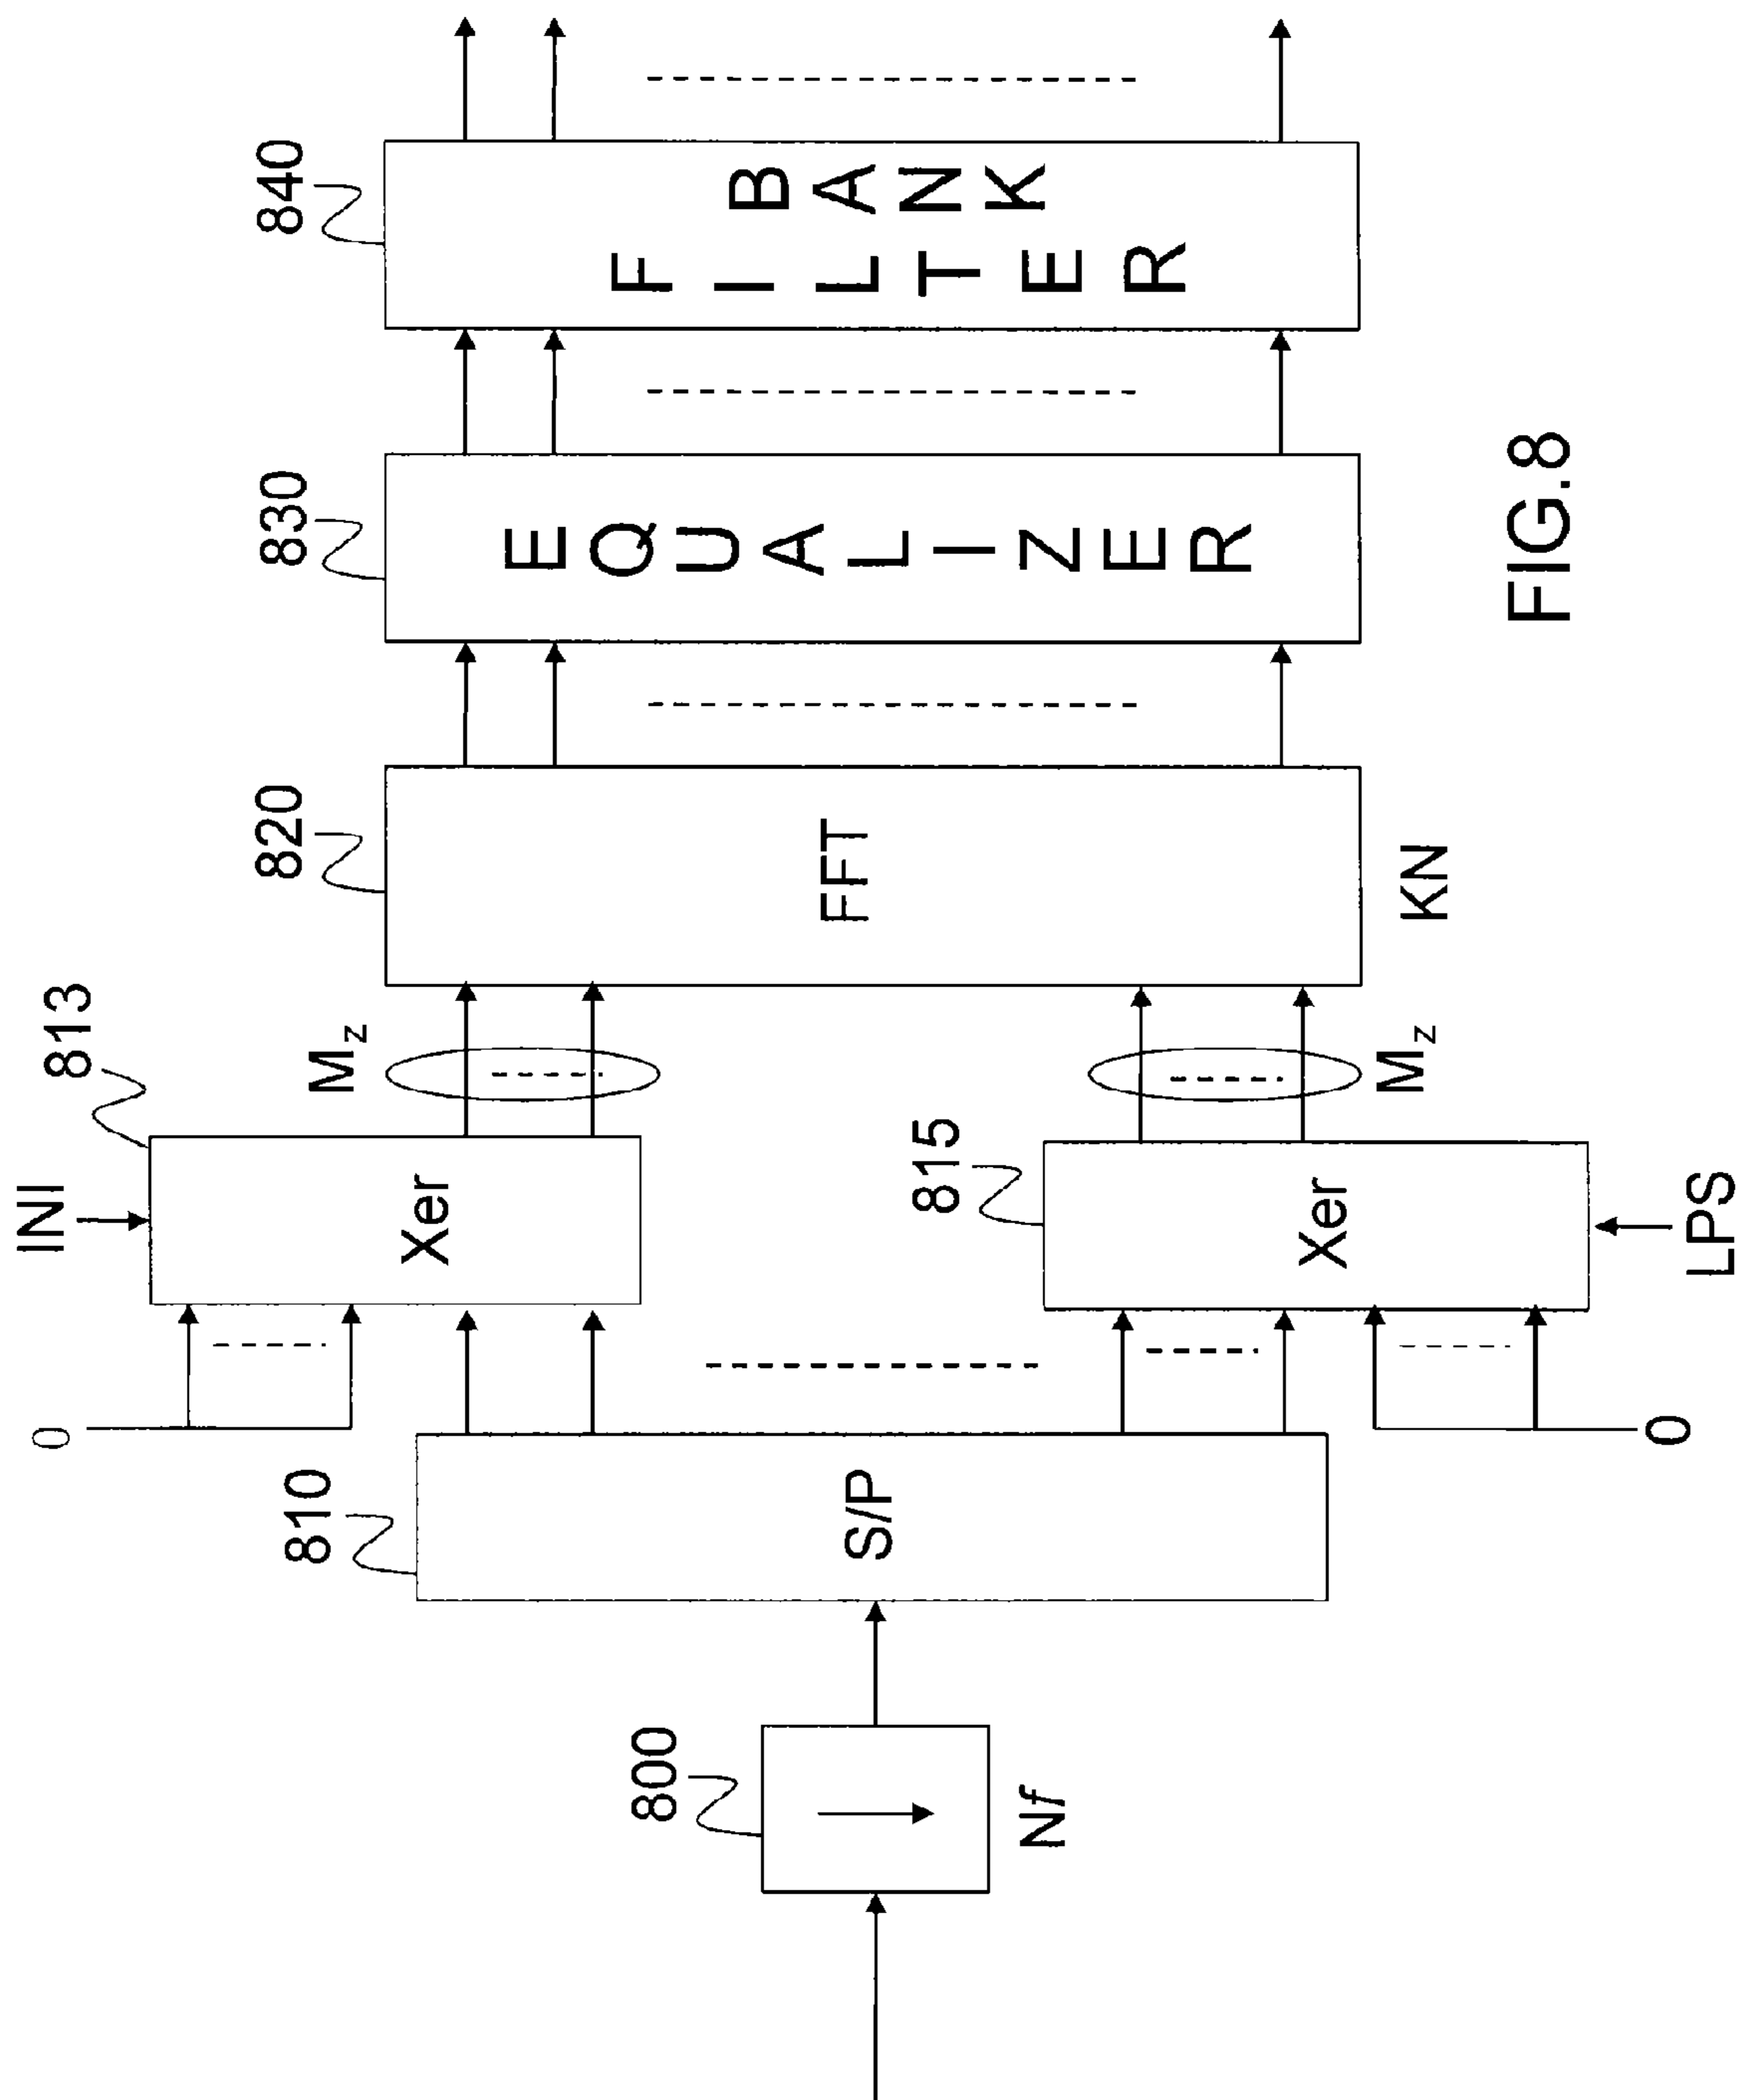 800
Nf
810
S/P
0
0
INI
813
Xer
815
Xer
LPS
Mz
Mz
820
FFT
KN
830
EQUALIZER
840
FILTER
BANK
FIG.8